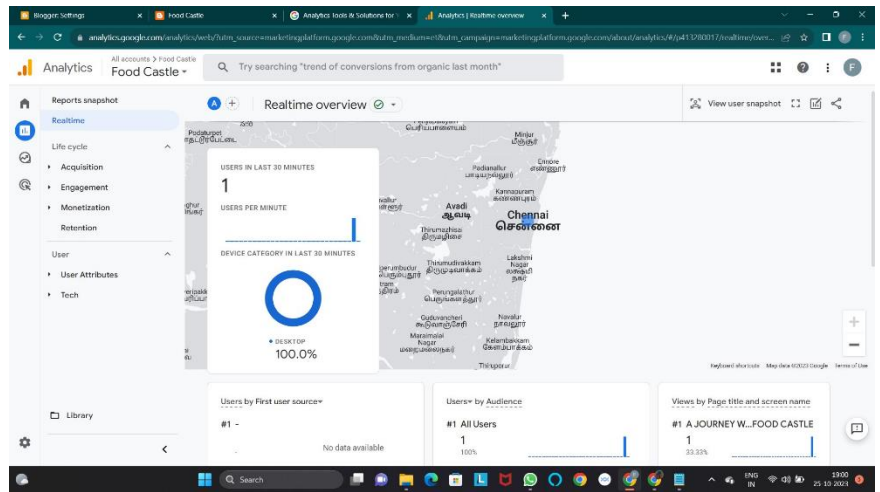 Blogger: Settings
Food Castle
Analytics Tools & Solutions for
Analytics | Realtime overview
analytics.google.com/analytics/web/?utm_source=marketingplatform.google.com&utm_medium=et&utm_campaign=marketingplatform.google.com/about/analytics/#/p413280017/realtime/over...
Analytics
All accounts > Food Castle
Food Castle
Try searching "trend of conversions from organic last month"
F
Reports snapshot
Realtime
Life cycle
Acquisition
Engagement
Monetization
Retention
User
User Attributes
Tech
Library
A
Realtime overview
View user snapshot
USERS IN LAST 30 MINUTES
1
USERS PER MINUTE
DEVICE CATEGORY IN LAST 30 MINUTES
DESKTOP
100.0%
Minjur
மீஞ்சூர்
Padianallur
பாடியநல்லூர்
Ennore
எண்ணூர்
Avadi
ஆவடி
Chennai
சென்னை
Thirumazhisa
திருமழிசை
Thirumudivakkam
திருமுடிவாக்கம்
Lakshmi
Nagar
லக்ஷ்மி
நகர்
Perungalathur
Guduvancheri
கூடுவாஞ்சேரி
Navalur
நாவலூர்
Maraimalai
Nagar
மறைமலைநகர்
Kelambakkam
கேளம்பாக்கம்
Thiruporur
Keyboard shortcuts
Map data ©2023 Google
Terms of Use
Users by First user source
#1 -
No data available
Users by Audience
#1 All Users
1
100%
Views by Page title and screen name
#1 A JOURNEY W...FOOD CASTLE
1
33.33%
Search
ENG
IN
19:00
25-10-2023